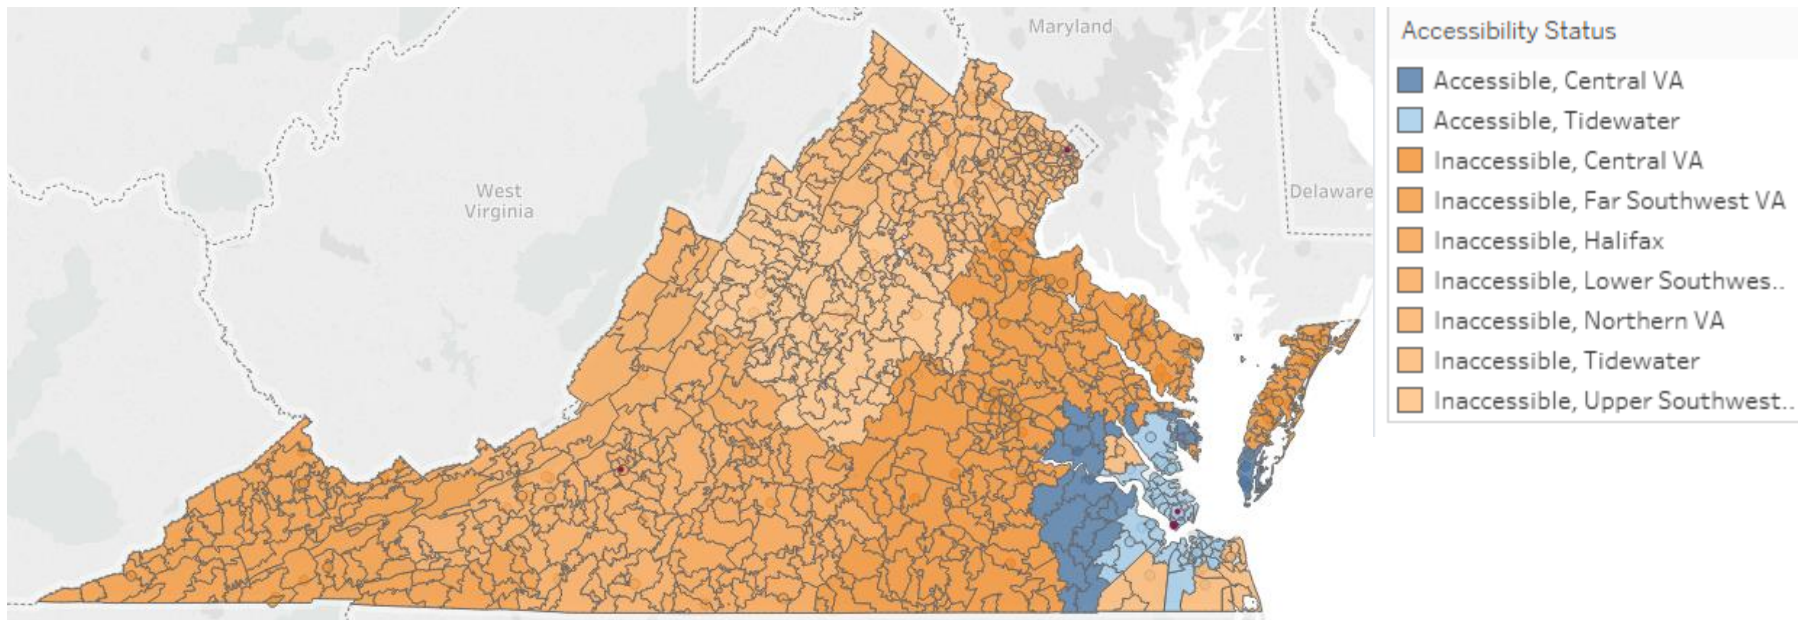 Maryland
West
Virginia
Delaware
Accessibility Status
Accessible, Central VA
Accessible, Tidewater
Inaccessible, Central VA
Inaccessible, Far Southwest VA
Inaccessible, Halifax
Inaccessible, Lower Southwes..
Inaccessible, Northern VA
Inaccessible, Tidewater
Inaccessible, Upper Southwest..